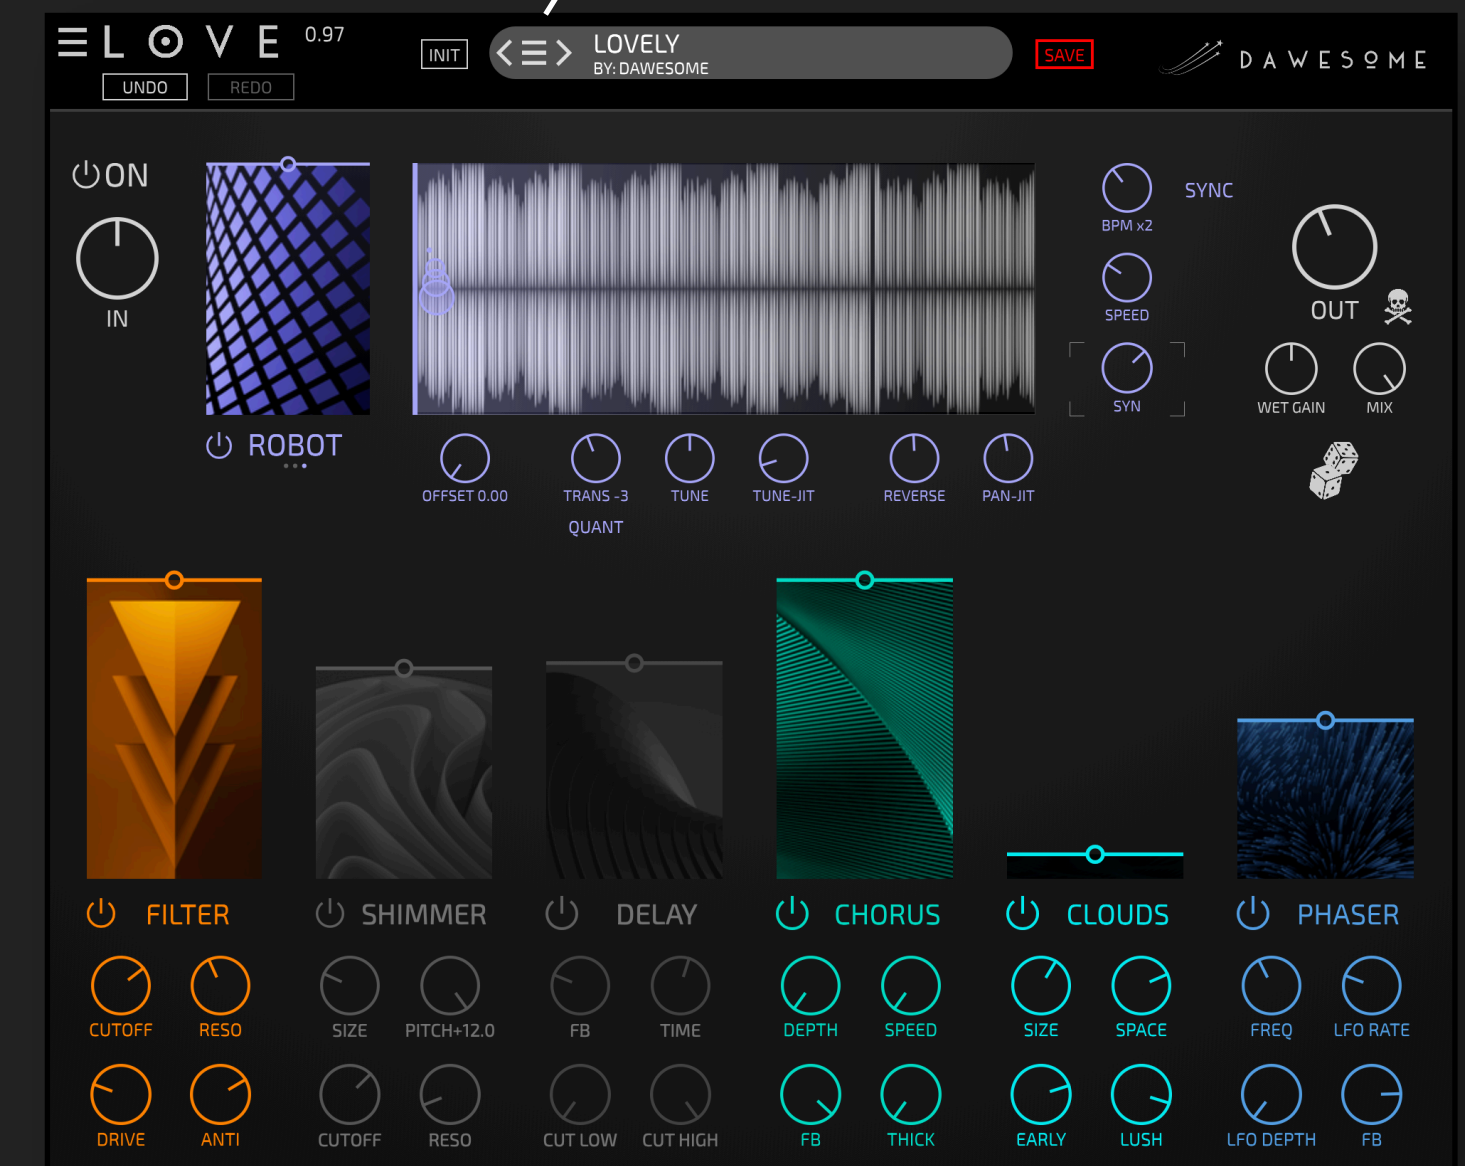 LOVE 0.97
UNDO
REDO
INIT
LOVELY
BY: DAWESOME
SAVE
DAWESOME
ON
IN
ROBOT
OFFSET 0.00
TRANS -3
QUANT
TUNE
TUNE-JIT
REVERSE
PAN-JIT
BPM x2
SYNC
SPEED
SYN
OUT
WET GAIN
MIX
FILTER
SHIMMER
DELAY
CHORUS
CLOUDS
PHASER
CUTOFF
RESO
SIZE
PITCH+12.0
FB
TIME
DEPTH
SPEED
SIZE
SPACE
FREQ
LFO RATE
DRIVE
ANTI
CUTOFF
RESO
CUT LOW
CUT HIGH
FB
THICK
EARLY
LUSH
LFO DEPTH
FB